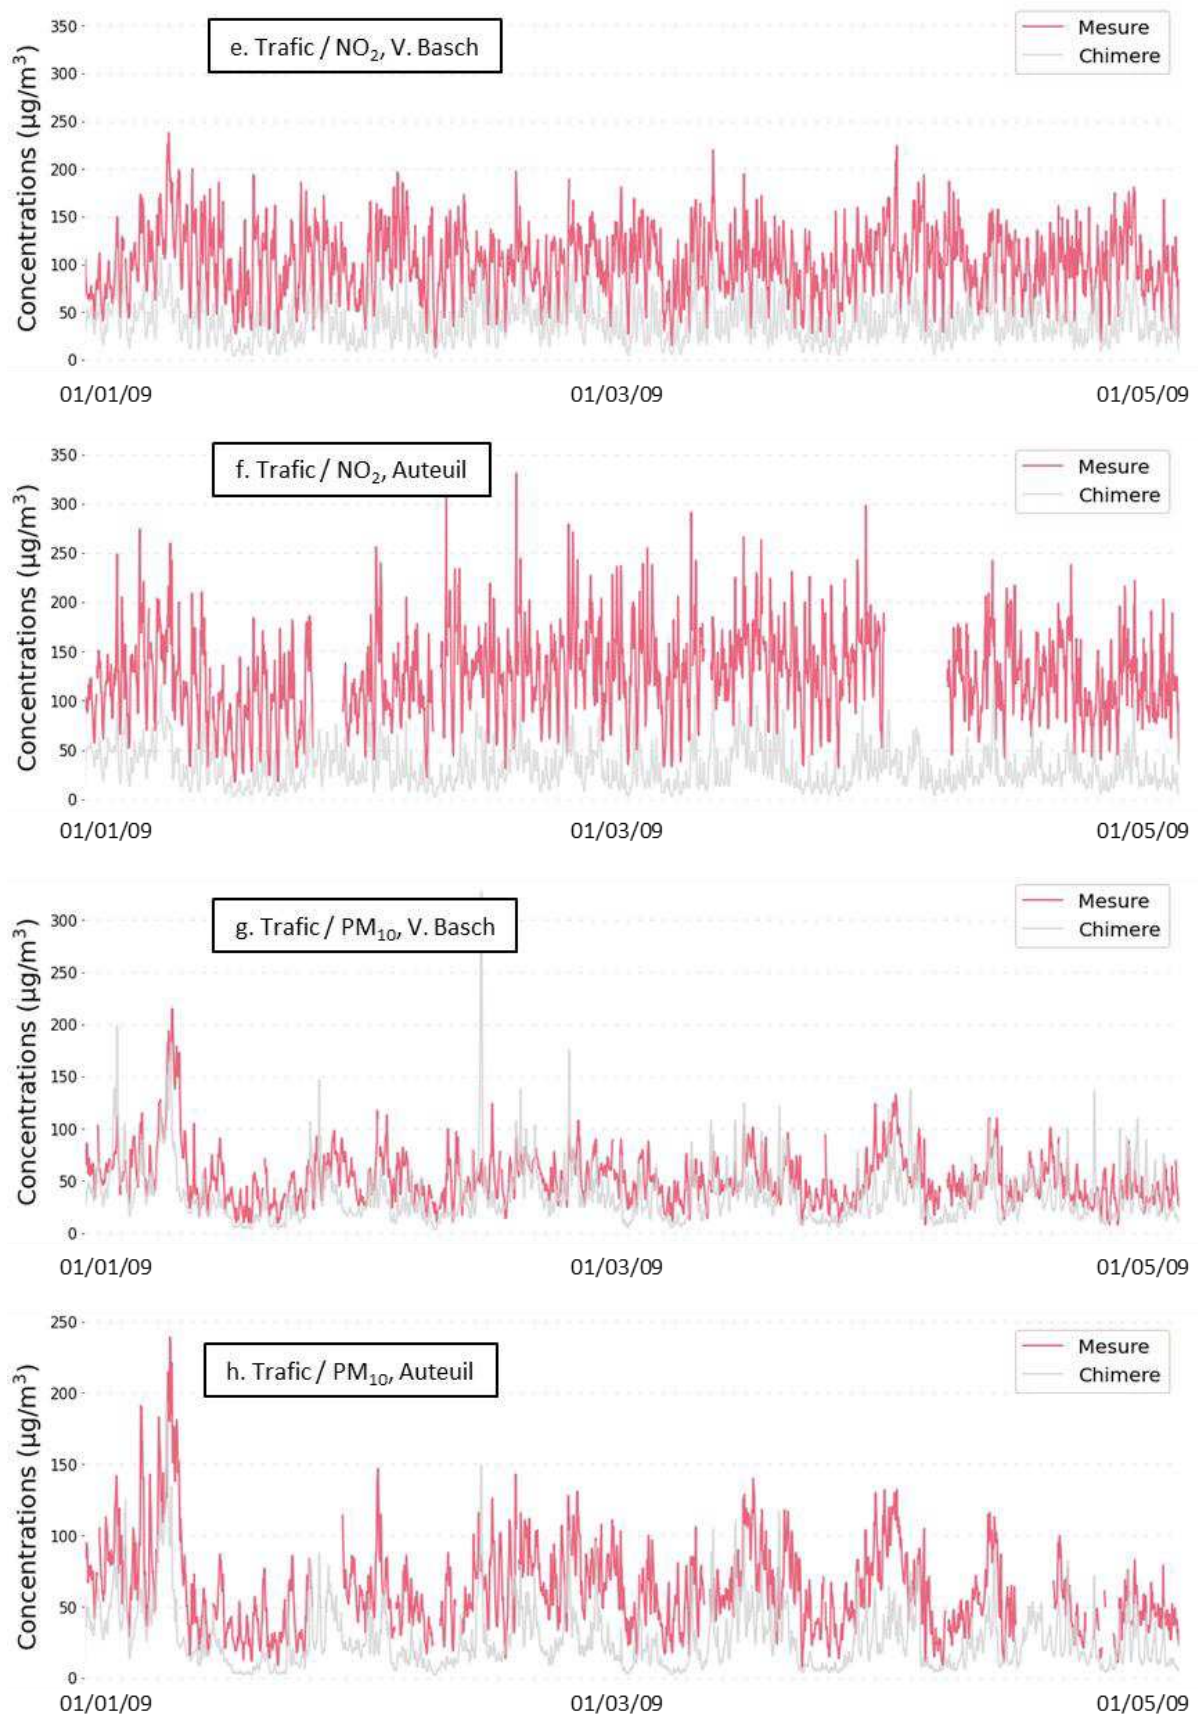 e. Trafic / NO₂, V. Basch
Mesure
Chimere
Concentrations (µg/m³)
350
300
250
200
150
100
50
0
01/01/09 01/03/09 01/05/09
f. Trafic / NO₂, Auteuil
Mesure
Chimere
Concentrations (µg/m³)
350
300
250
200
150
100
50
0
01/01/09 01/03/09 01/05/09
g. Trafic / PM₁₀, V. Basch
Mesure
Chimere
Concentrations (µg/m³)
300
250
200
150
100
50
0
01/01/09 01/03/09 01/05/09
h. Trafic / PM₁₀, Auteuil
Mesure
Chimere
Concentrations (µg/m³)
250
200
150
100
50
0
01/01/09 01/03/09 01/05/09